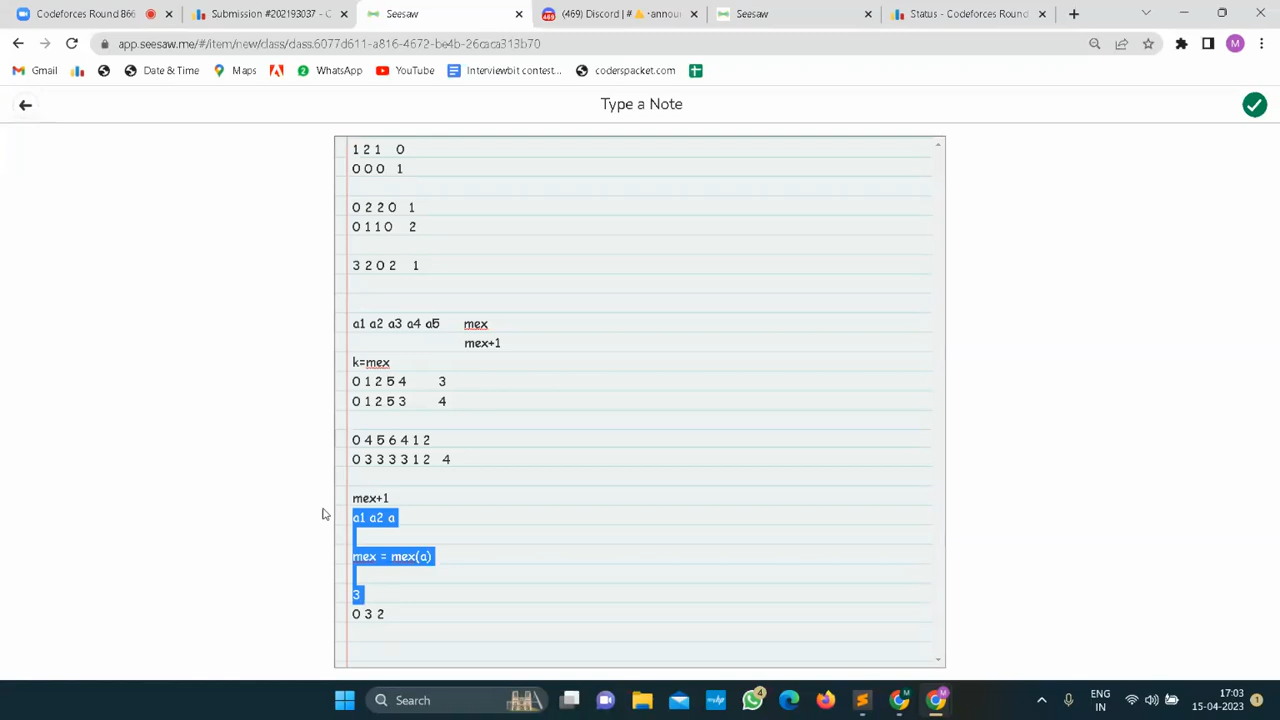 Codeforces Round 866
Submission #202193037 - C
Seesaw
(469) Discord | #
announ
Seesaw
Status - Codeforces Round
app.seesaw.me/#/item/new/class/class.6077d611-a816-4672-be4b-26aca313b70
M
Gmail
Date & Time
Maps
2 WhatsApp
YouTube
Interviewbit contest...
coderspacket.com
Type a Note
1 2 1 0
0 0 0 1
0 2 2 0 1
0 1 1 0 2
3 2 0 2 1
a1 a2 a3 a4 a5 mex
mex+1
k=mex
0 1 2 5 4 3
0 1 2 5 3 4
0 4 5 6 4 1 2
0 3 3 3 3 1 2 4
mex+1
a1 a2 a
mex = mex(a)
3
0 3 2
Search
4
M
M
ENG
IN
17:03
15-04-2023
1